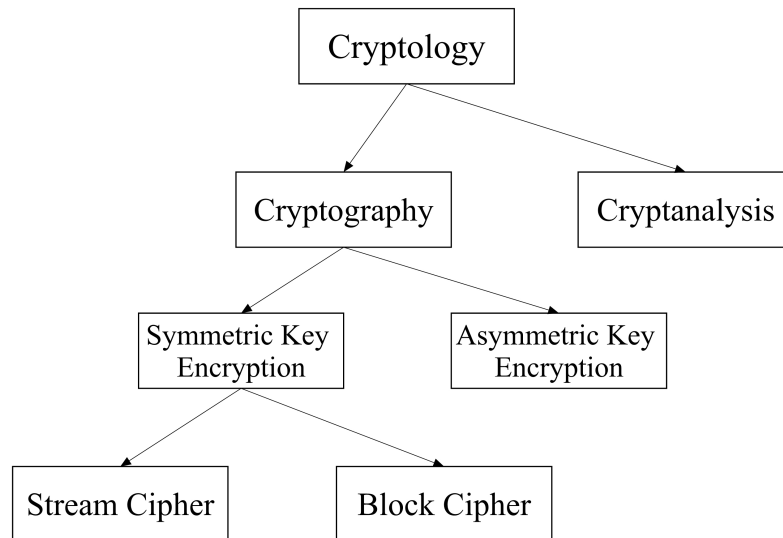 Cryptology
Cryptography
Cryptanalysis
Symmetric Key
Encryption
Asymmetric Key
Encryption
Stream Cipher
Block Cipher